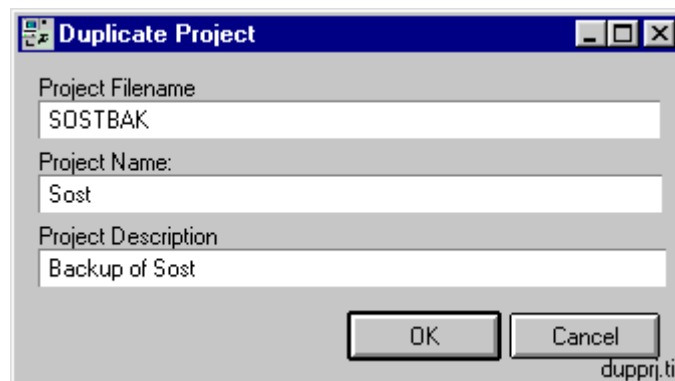 Duplicate Project
Project Filename
SOSTBAK
Project Name:
Sost
Project Description
Backup of Sost
OK Cancel
dupprj.ti